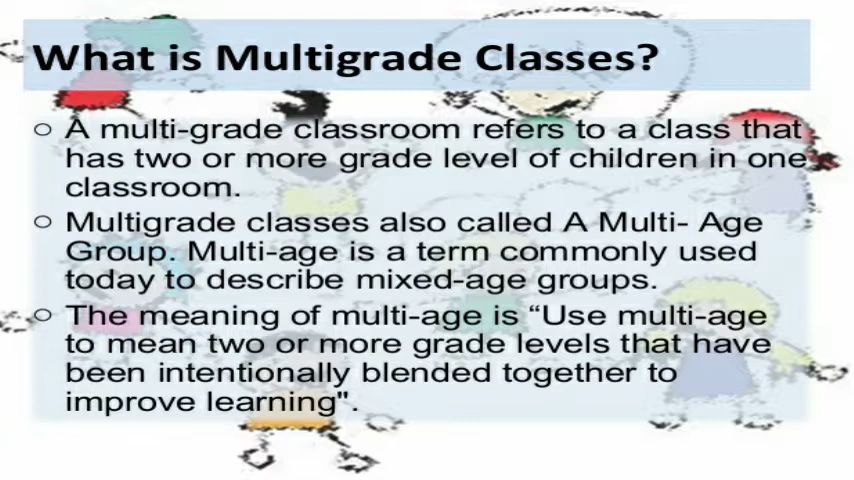 What is Multigrade Classes?
○ A multi-grade classroom refers to a class that
has two or more grade level of children in one
classroom.
○ Multigrade classes also called A Multi- Age
Group. Multi-age is a term commonly used
today to describe mixed-age groups.
○ The meaning of multi-age is “Use multi-age
to mean two or more grade levels that have
been intentionally blended together to
improve learning".